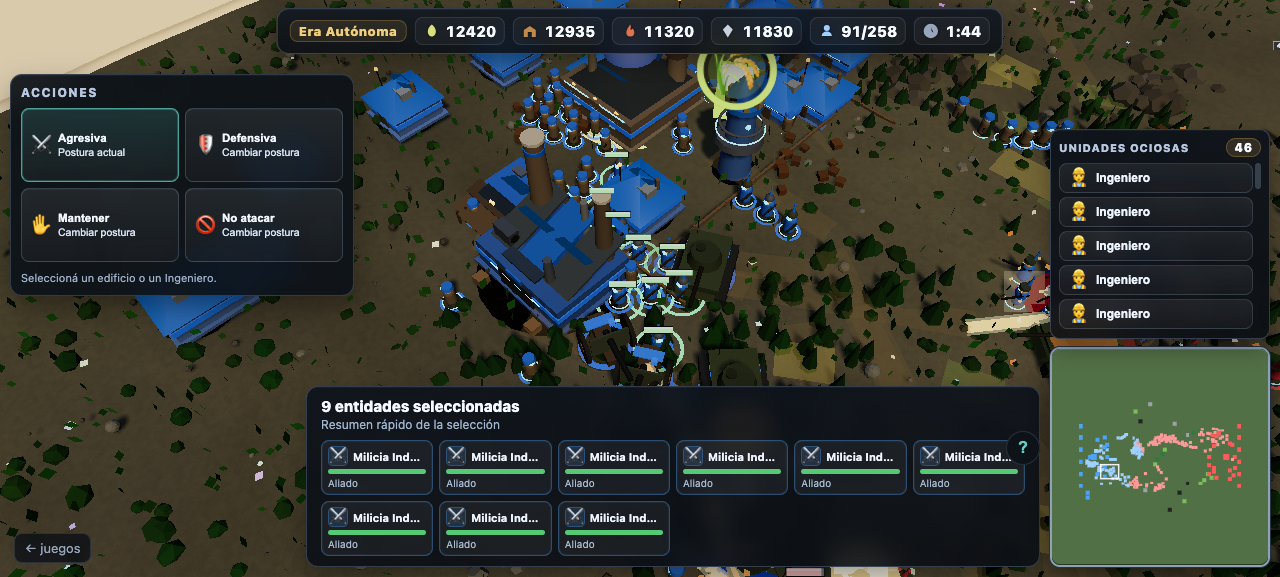 Era Autónoma
12420
12935
11320
11830
91/258
1:44
ACCIONES
Agresiva
Postura actual
Defensiva
Cambiar postura
Mantener
Cambiar postura
No atacar
Cambiar postura
Seleccioná un edificio o un Ingeniero.
UNIDADES OCIOSAS
46
Ingeniero
Ingeniero
Ingeniero
Ingeniero
Ingeniero
9 entidades seleccionadas
Resumen rápido de la selección
Milicia Ind...
Aliado
Milicia Ind...
Aliado
Milicia Ind...
Aliado
Milicia Ind...
Aliado
Milicia Ind...
Aliado
Milicia Ind...
Aliado
Milicia Ind...
Aliado
Milicia Ind...
Aliado
Milicia Ind...
Aliado
?
← juegos